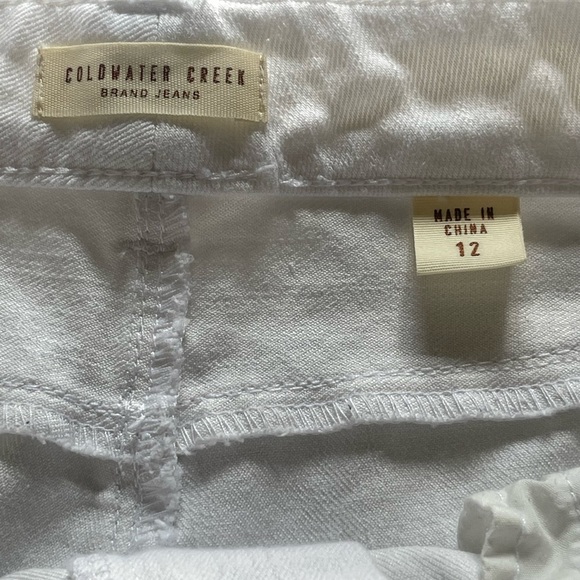 COLDWATER CREEK
BRAND JEANS
MADE IN
CHINA
12